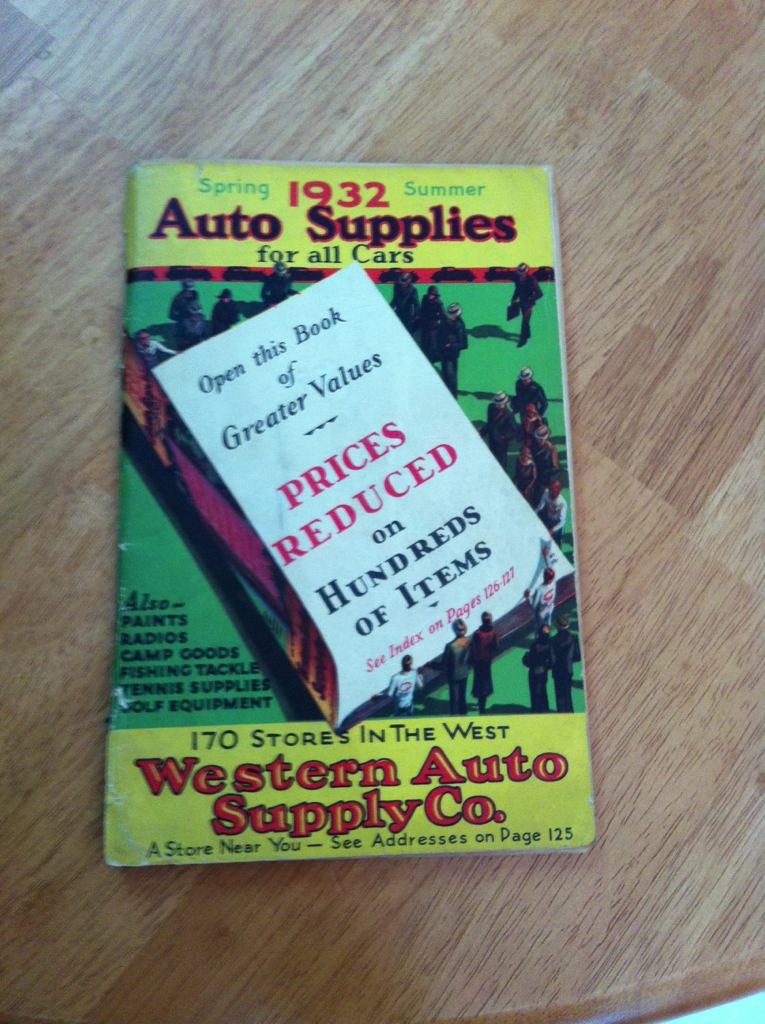 Spring 1932 Summer
Auto Supplies
for all Cars
Open this Book
of
Greater Values
PRICES
REDUCED
on
HUNDREDS
OF ITEMS
See Index on Pages 126-127
Also—
PAINTS
RADIOS
CAMP GOODS
FISHING TACKLE
TENNIS SUPPLIES
GOLF EQUIPMENT
170 STORES IN THE WEST
Western Auto
Supply Co.
A Store Near You — See Addresses on Page 125